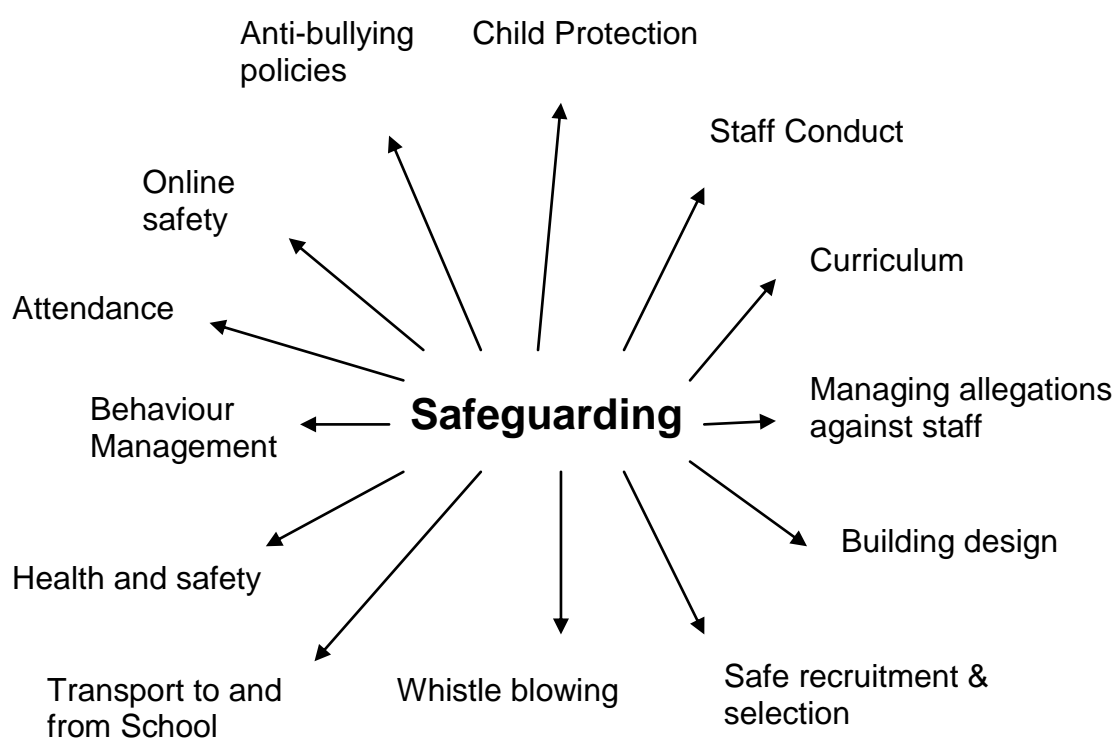 Anti-bullying
policies
Child Protection
Staff Conduct
Online
safety
Curriculum
Attendance
Managing allegations
against staff
Behaviour
Management
Safeguarding
Building design
Health and safety
Transport to and
from School
Whistle blowing
Safe recruitment &
selection